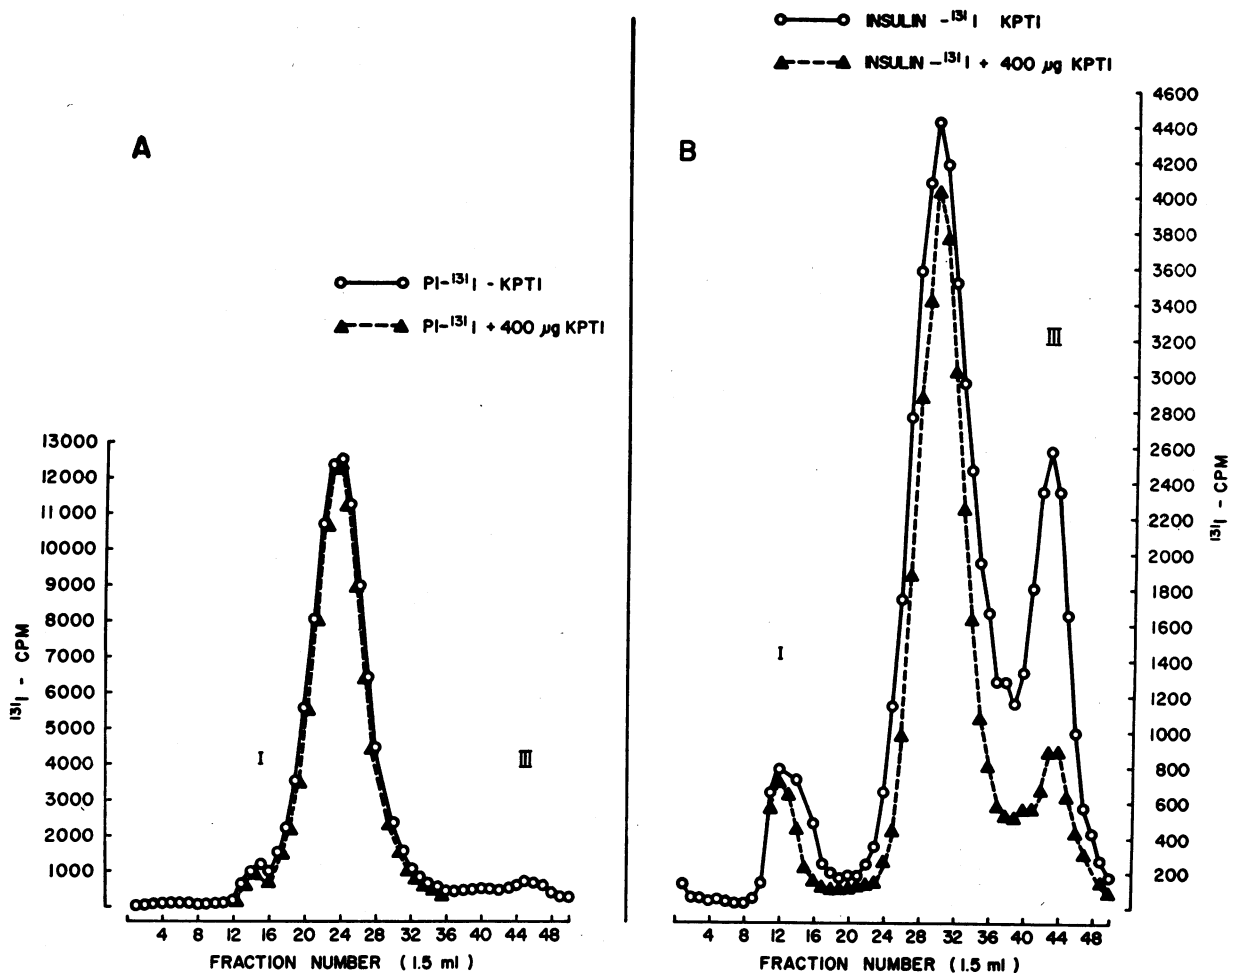 INSULIN - ¹³¹I KPTI
INSULIN - ¹³¹I + 400 µg KPTI
A
B
PI-¹³¹I - KPTI
PI-¹³¹I + 400 µg KPTI
13000
12000
11000
10000
9000
8000
7000
6000
5000
4000
3000
2000
1000
¹³¹I - CPM
I
III
4 8 12 16 20 24 28 32 36 40 44 48
FRACTION NUMBER (1.5 ml)
4600
4400
4200
4000
3800
3600
3400
3200
3000
2800
2600
2400
2200
2000
1800
1600
1400
1200
1000
800
600
400
200
¹³¹I - CPM
I
III
4 8 12 16 20 24 28 32 36 40 44 48
FRACTION NUMBER (1.5 ml)